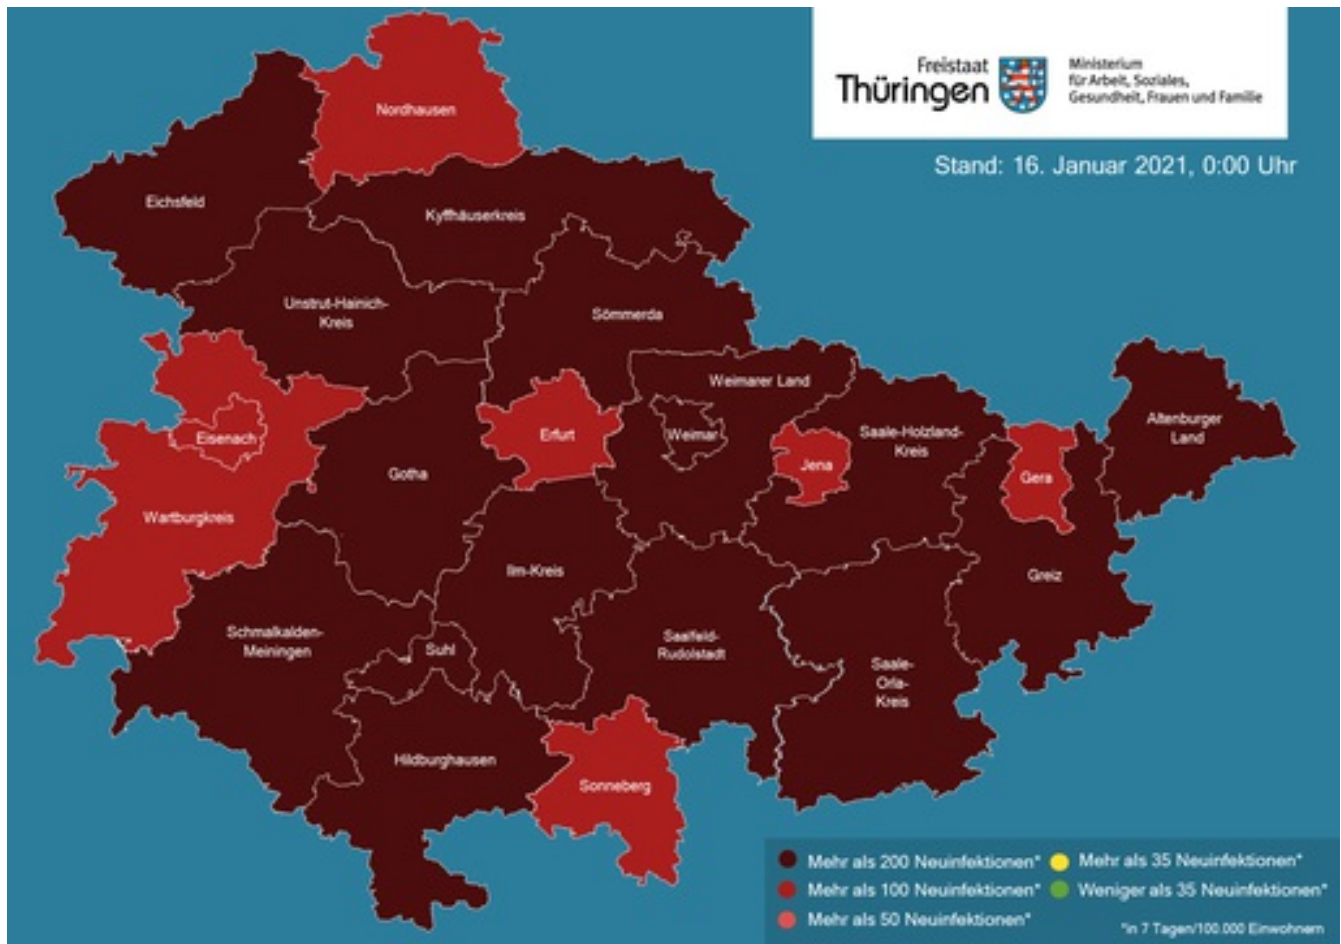 Freistaat
Thüringen
Ministerium
für Arbeit, Soziales,
Gesundheit, Frauen und Familie
Stand: 16. Januar 2021, 0:00 Uhr
Nordhausen
Eichsfeld
Kyffhäuserkreis
Unstrut-Hainich-
Kreis
Sömmerda
Weimarer Land
Eisenach
Erfurt
Weimar
Saale-Holzland-
Kreis
Altenburger
Land
Gotha
Jena
Gera
Wartburgkreis
Ilm-Kreis
Greiz
Schmalkalden-
Meiningen
Suhl
Saalfeld-
Rudolstadt
Saale-
Orla-
Kreis
Hildburghausen
Sonneberg
Mehr als 200 Neuinfektionen*
Mehr als 100 Neuinfektionen*
Mehr als 50 Neuinfektionen*
Mehr als 35 Neuinfektionen*
Weniger als 35 Neuinfektionen*
*in 7 Tagen/100.000 Einwohnern